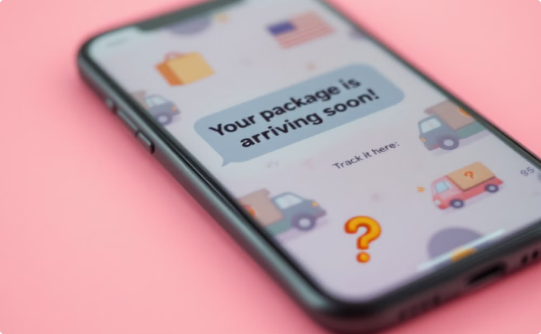 Your package is
arriving soon!
Track it here:
?
?